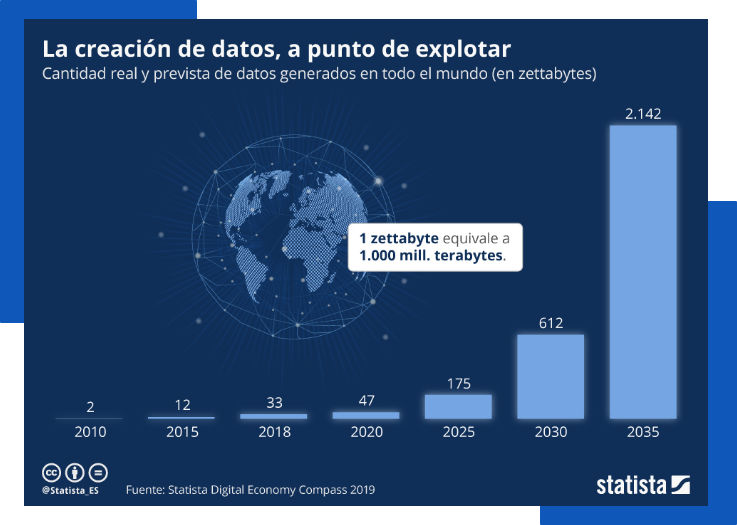 La creación de datos, a punto de explotar
Cantidad real y prevista de datos generados en todo el mundo (en zettabytes)
2.142
1 zettabyte equivale a
1.000 mill. terabytes.
612
175
47
33
12
2
2010 2015 2018 2020 2025 2030 2035
cc
@Statista_ES
Fuente: Statista Digital Economy Compass 2019
statista